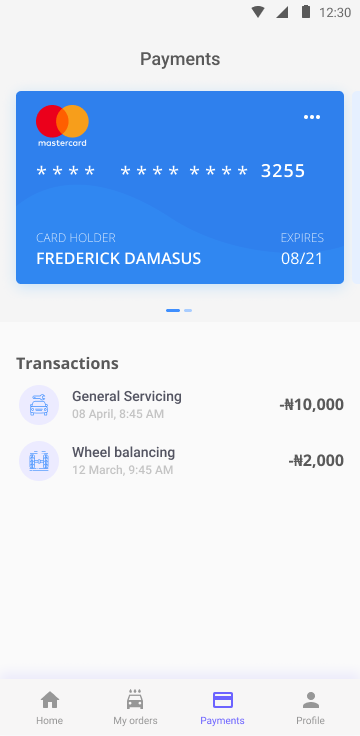 12:30
Payments
mastercard
•••
* * * * * * * * * * * * 3255
CARD HOLDER EXPIRES
FREDERICK DAMASUS 08/21
Transactions
General Servicing -₦10,000
08 April, 8:45 AM
Wheel balancing -₦2,000
12 March, 9:45 AM
Home My orders Payments Profile